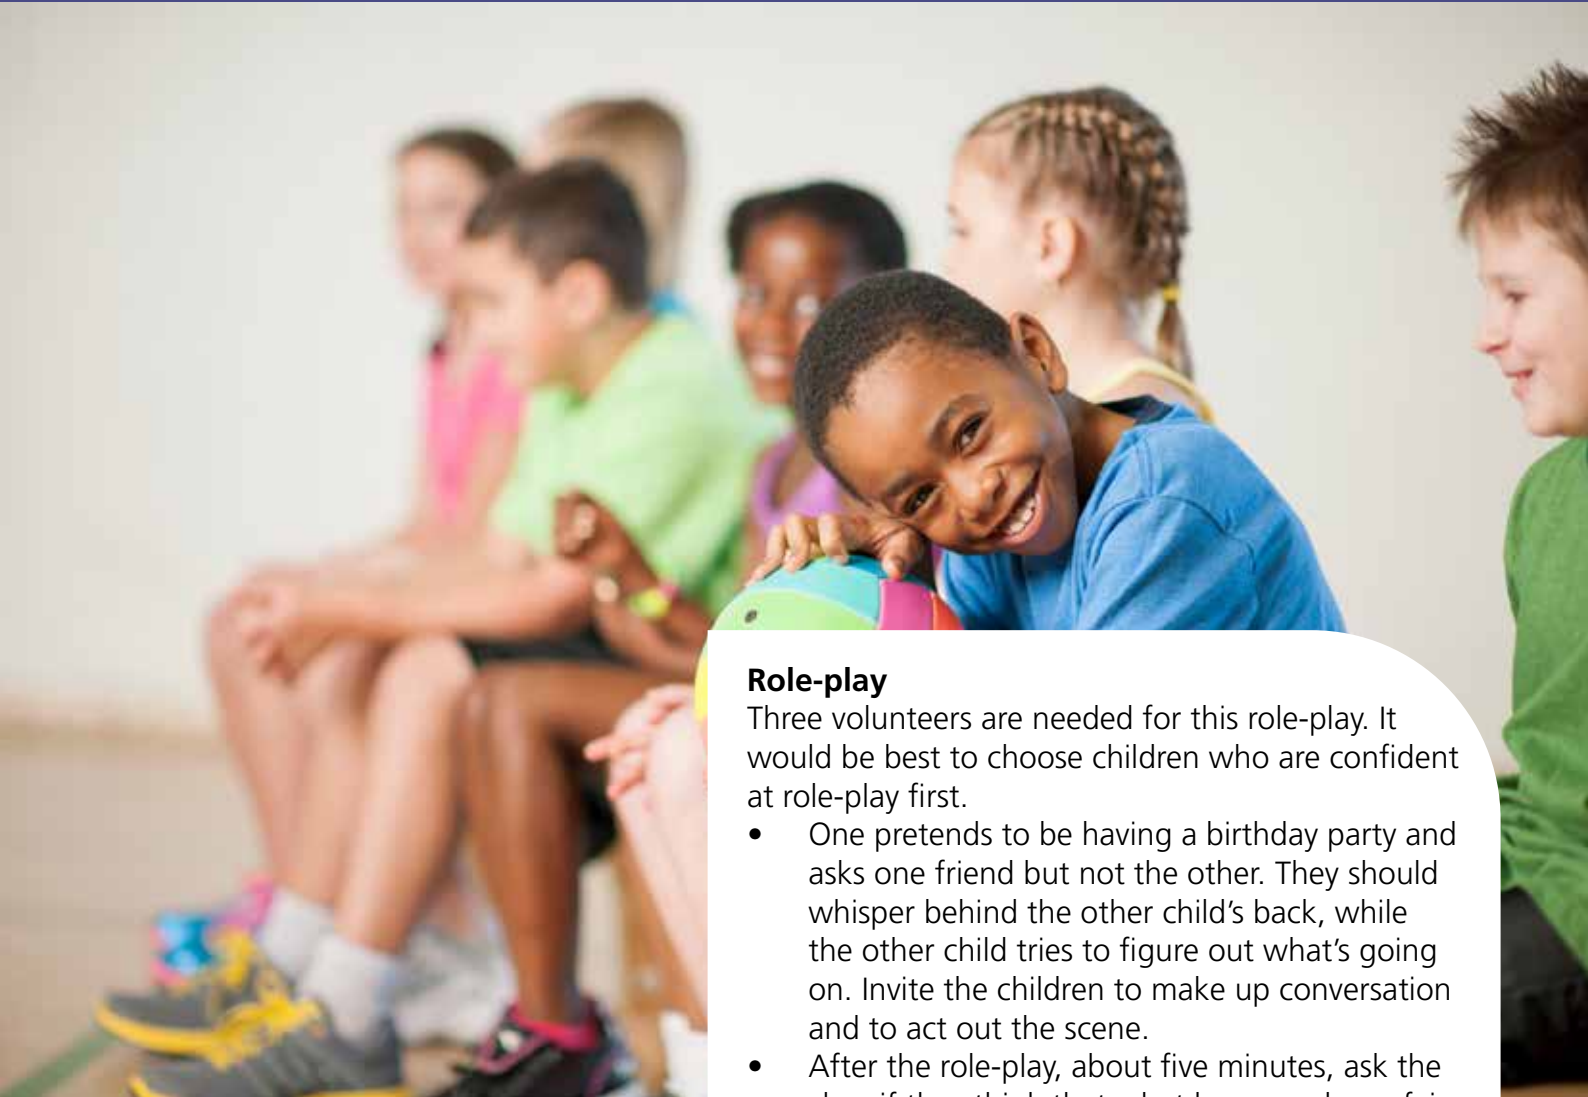 Role-play
Three volunteers are needed for this role-play. It
would be best to choose children who are confident
at role-play first.
• One pretends to be having a birthday party and
asks one friend but not the other. They should
whisper behind the other child’s back, while
the other child tries to figure out what’s going
on. Invite the children to make up conversation
and to act out the scene.
• After the role-play, about five minutes, ask the